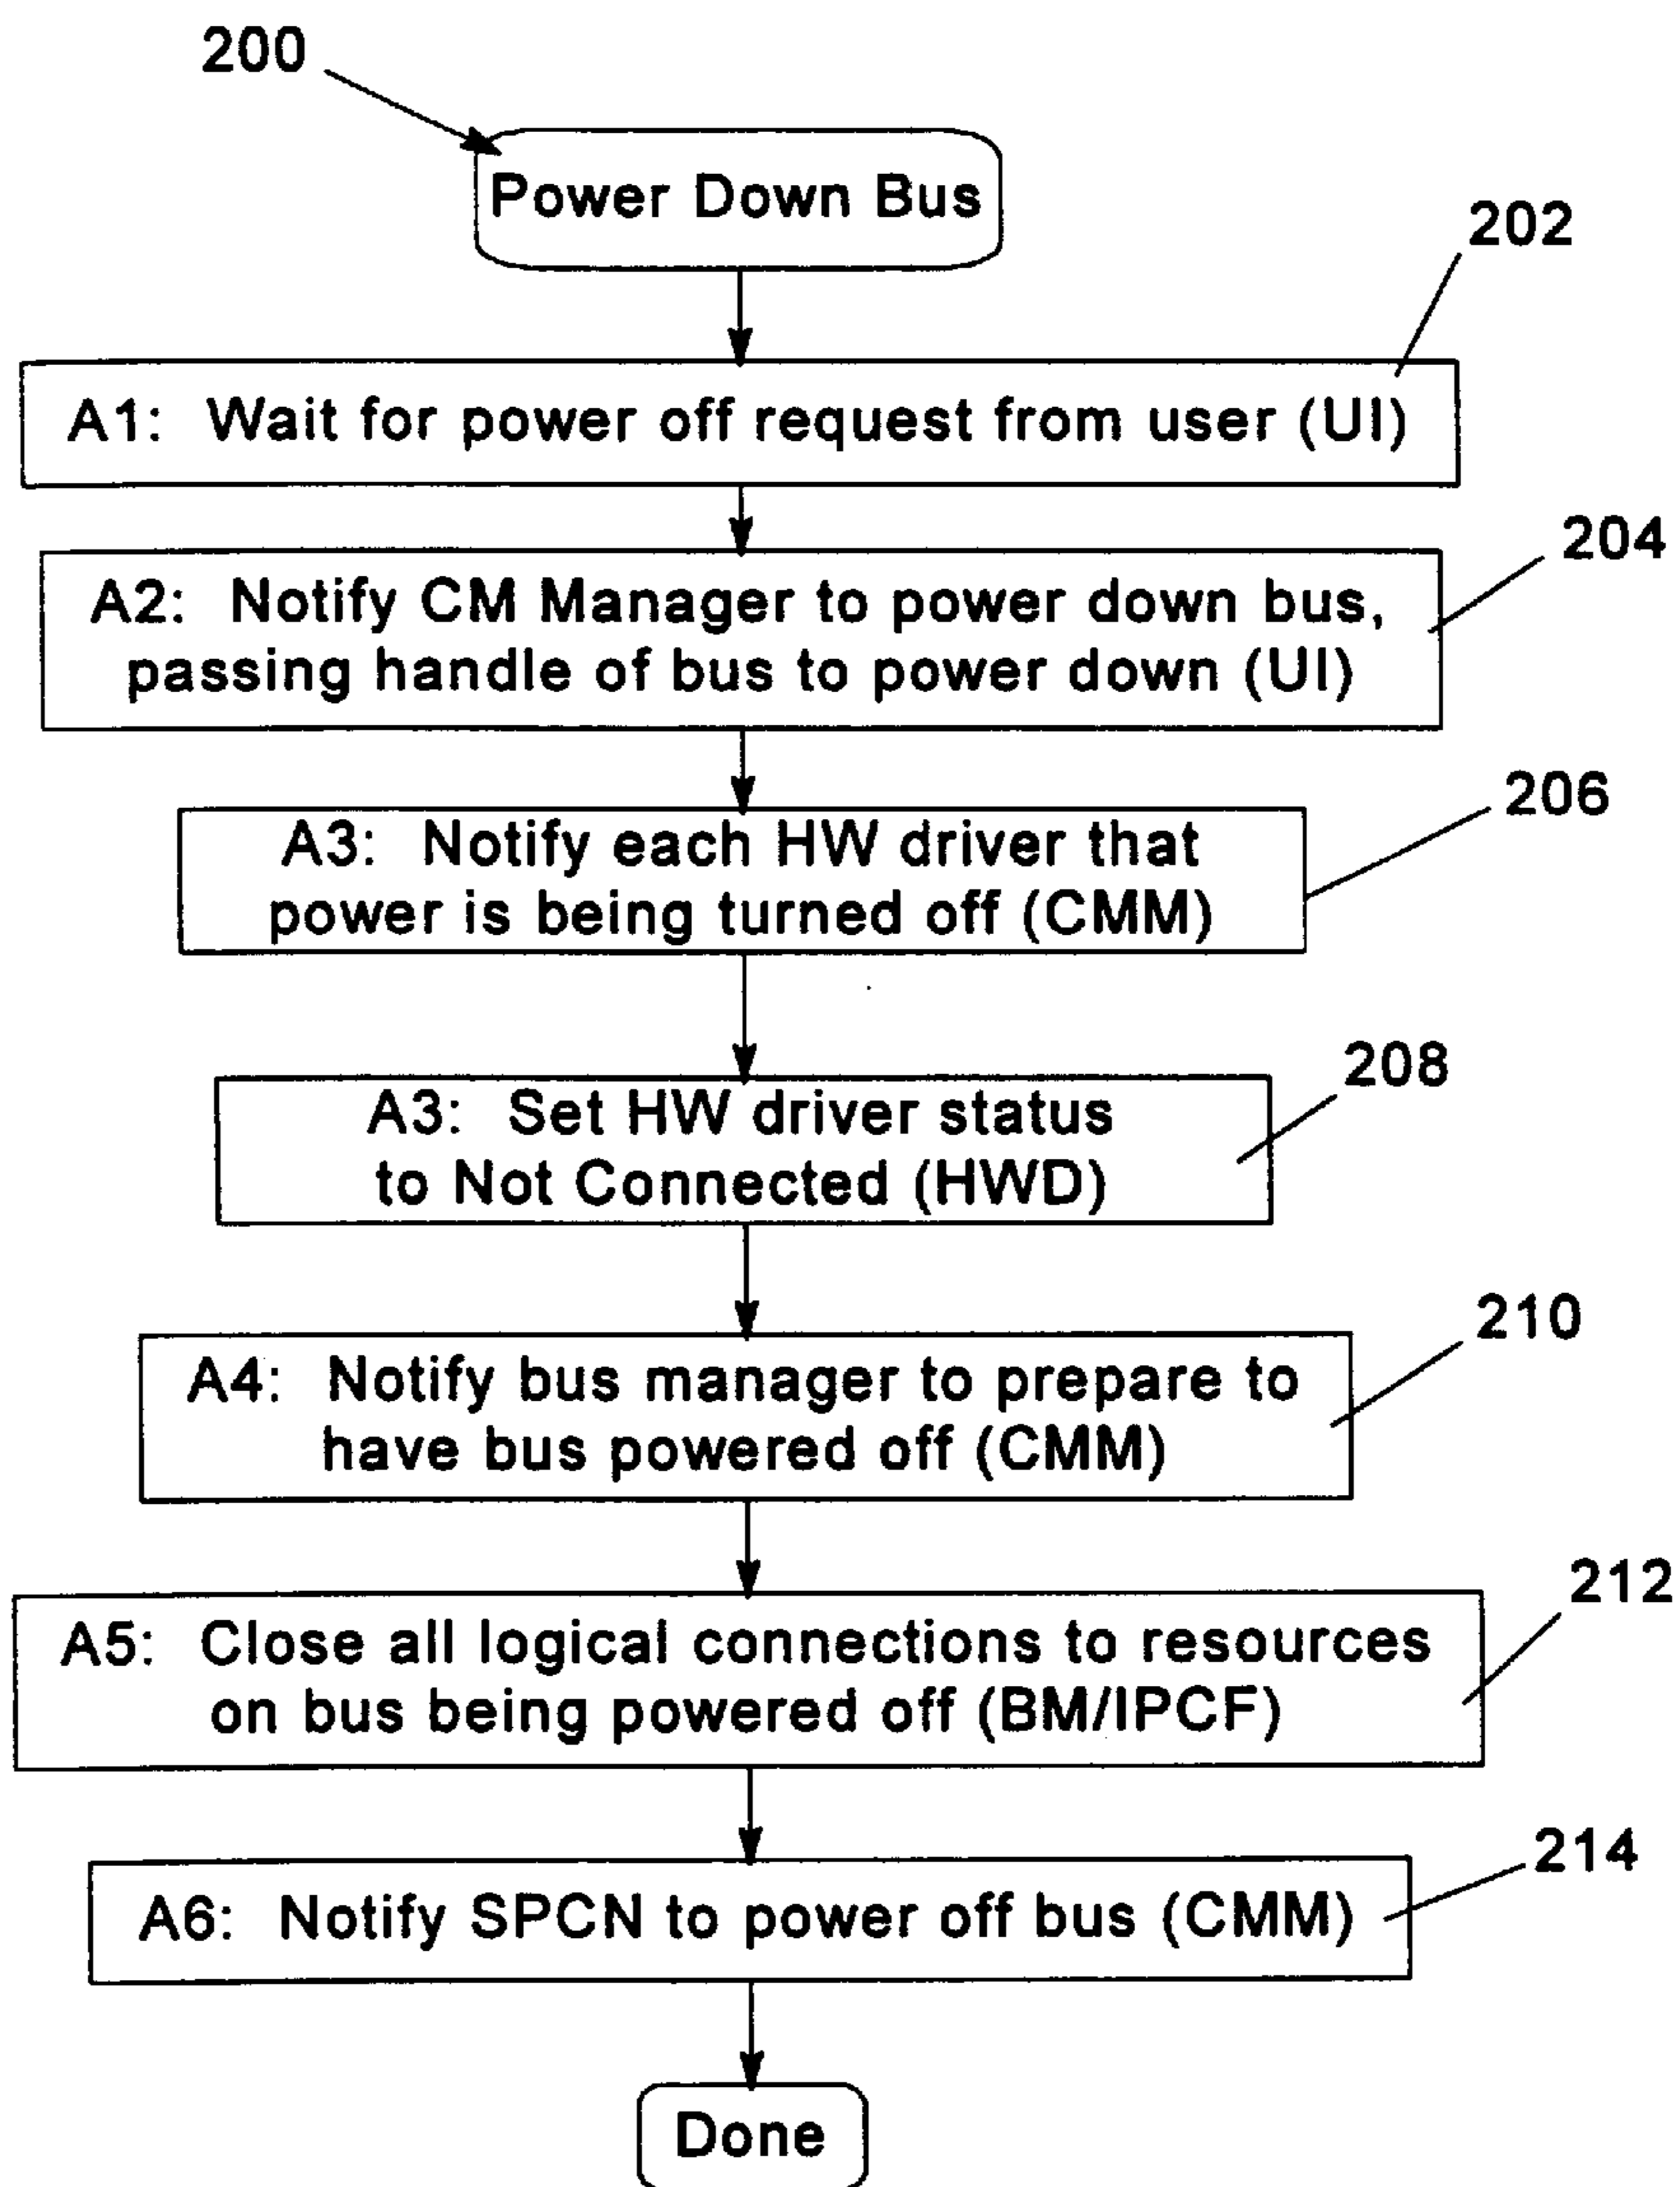 200
Power Down Bus
202
A1: Wait for power off request from user (UI)
204
A2: Notify CM Manager to power down bus,
passing handle of bus to power down (UI)
206
A3: Notify each HW driver that
power is being turned off (CMM)
208
A3: Set HW driver status
to Not Connected (HWD)
210
A4: Notify bus manager to prepare to
have bus powered off (CMM)
212
A5: Close all logical connections to resources
on bus being powered off (BM/IPCF)
214
A6: Notify SPCN to power off bus (CMM)
Done